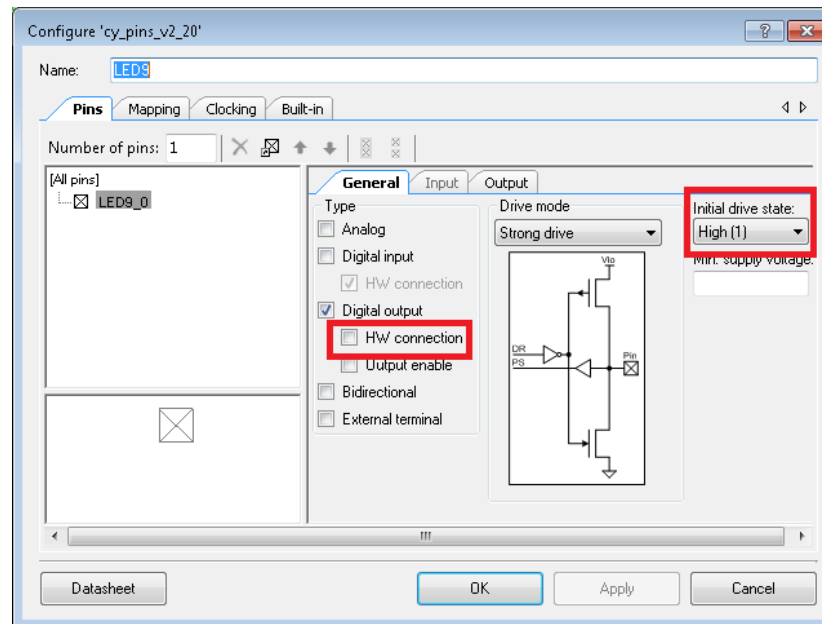 Configure 'cy_pins_v2_20'
Name: LED9
Pins Mapping Clocking Built-in
Number of pins: 1
[All pins]
LED9_0
General Input Output
Type
Analog
Digital input
HW connection
Digital output
HW connection
Output enable
Bidirectional
External terminal
Drive mode
Strong drive
Vio
DR
PS
Pin
Initial drive state:
High (1)
Min. supply voltage:
Datasheet OK Apply Cancel